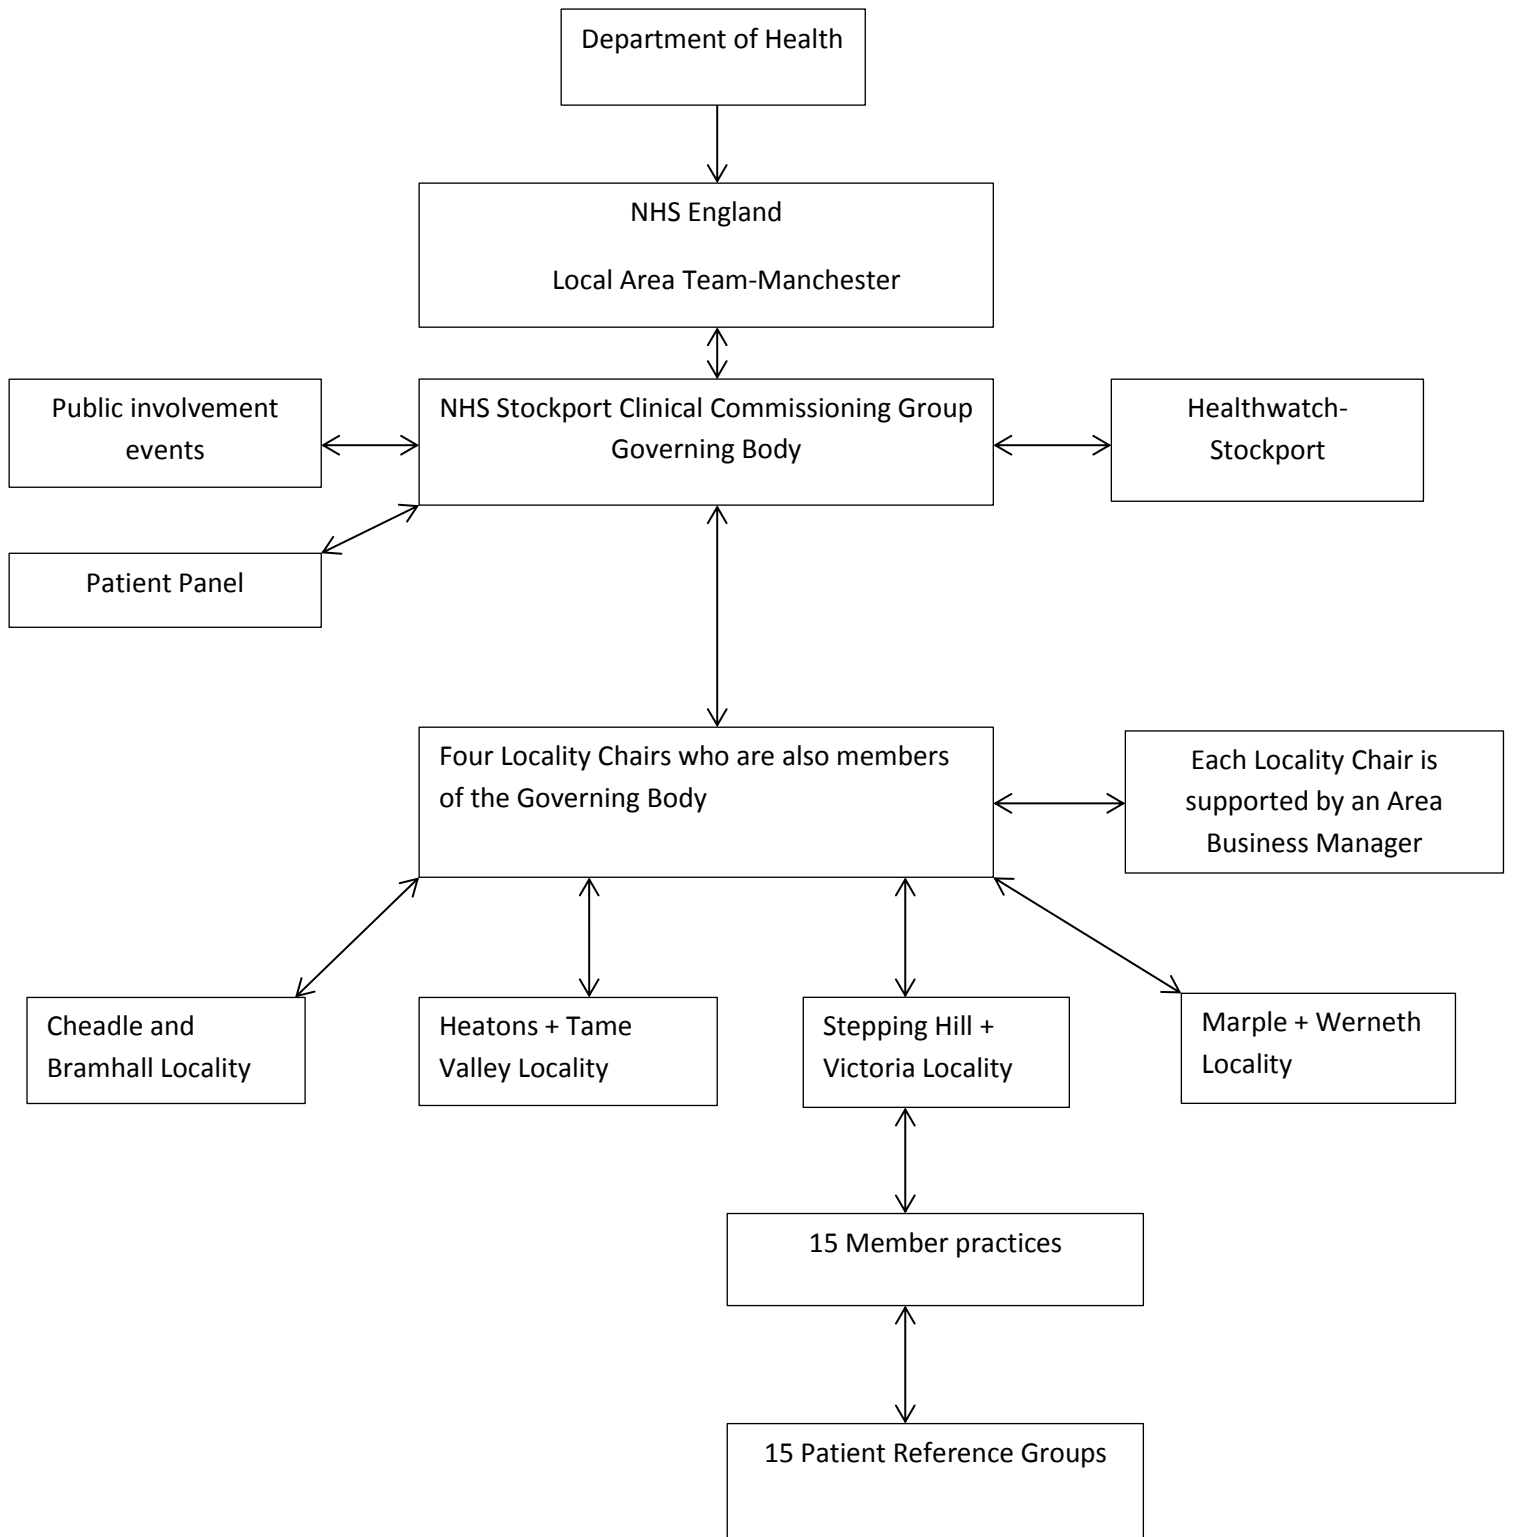 Department of Health
NHS England
Local Area Team-Manchester
Public involvement
events
NHS Stockport Clinical Commissioning Group
Governing Body
Healthwatch-
Stockport
Patient Panel
Four Locality Chairs who are also members
of the Governing Body
Each Locality Chair is
supported by an Area
Business Manager
Cheadle and
Bramhall Locality
Heatons + Tame
Valley Locality
Stepping Hill +
Victoria Locality
Marple + Werneth
Locality
15 Member practices
15 Patient Reference Groups